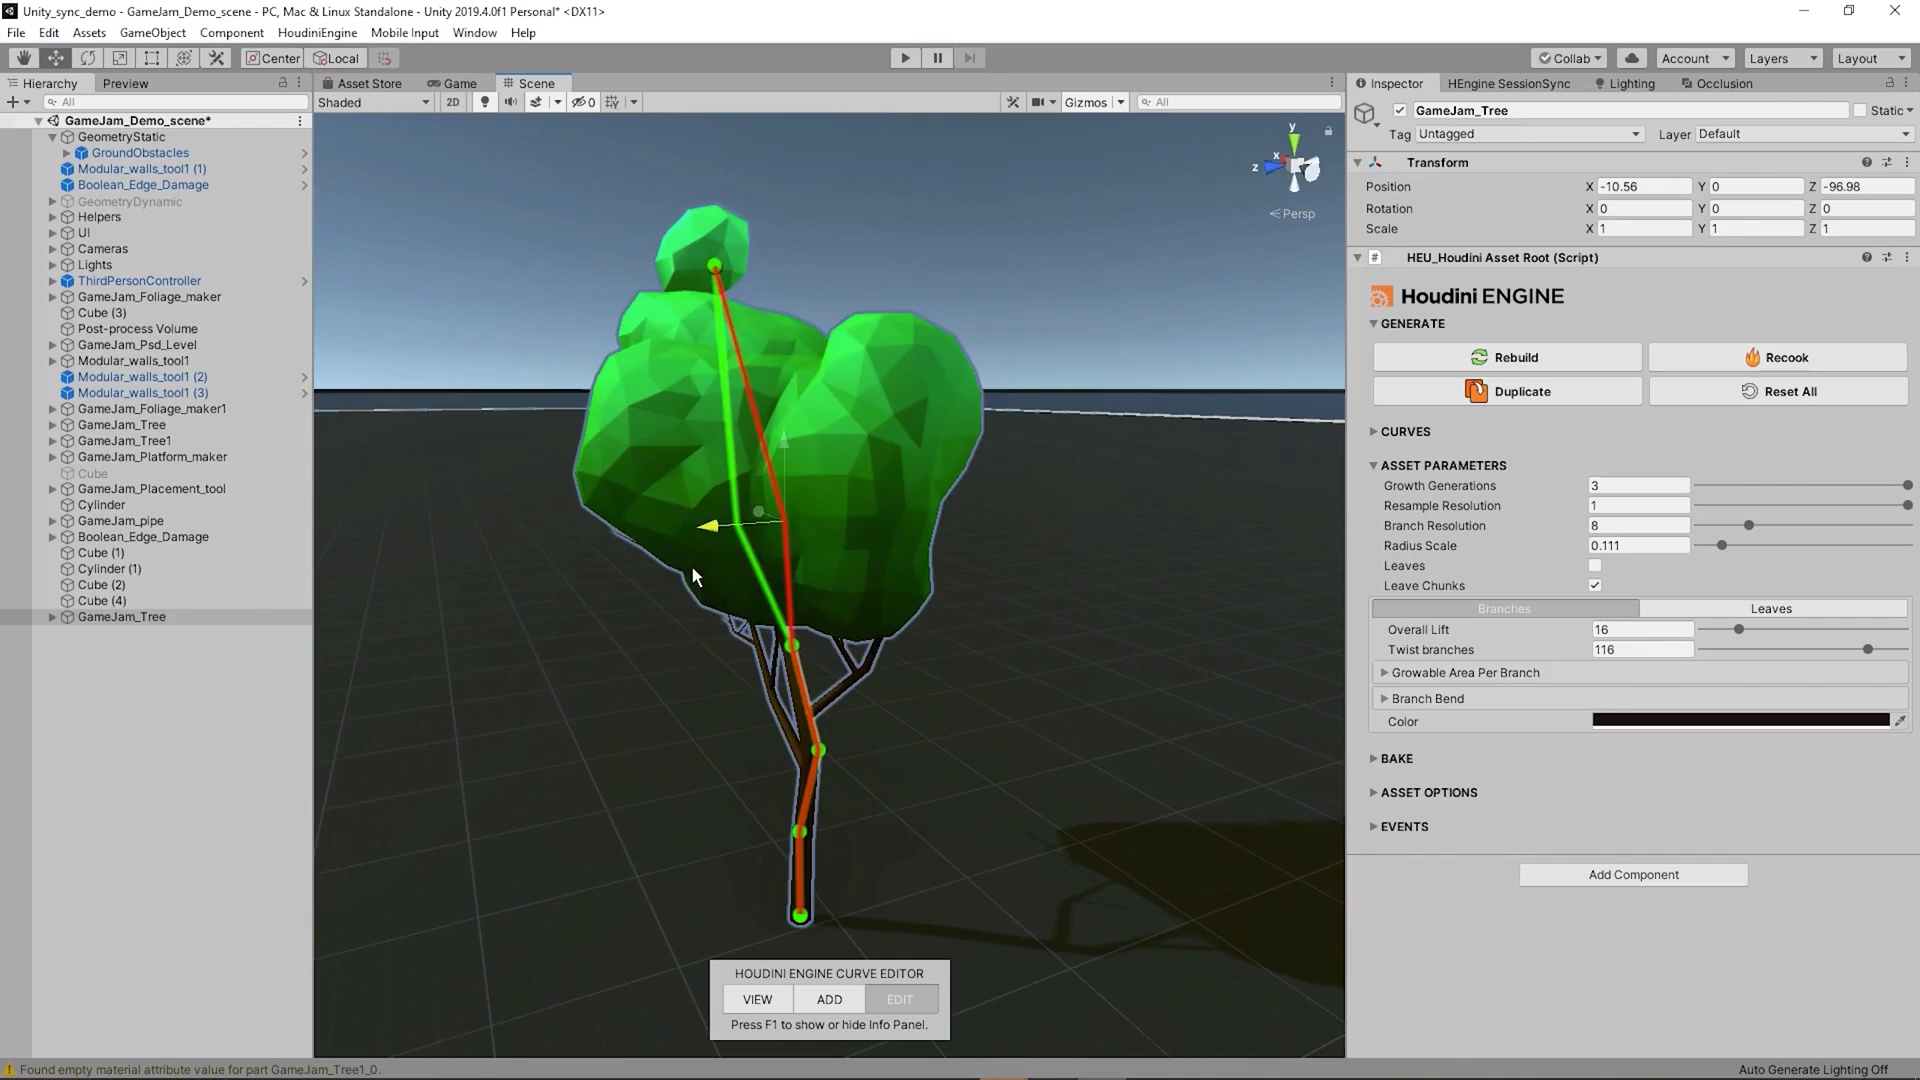 Unity_sync_demo - GameJam_Demo_scene - PC, Mac & Linux Standalone - Unity 2019.4.0f1 Personal* <DX11>
File Edit Assets GameObject Component HoudiniEngine Mobile Input Window Help
Center Local Collab Account Layers Layout
Hierarchy Preview
All
GameJam_Demo_scene*
GeometryStatic
GroundObstacles
Modular_walls_tool1 (1)
Boolean_Edge_Damage
GeometryDynamic
Helpers
UI
Cameras
Lights
ThirdPersonController
GameJam_Foliage_maker
Cube (3)
Post-process Volume
GameJam_Psd_Level
Modular_walls_tool1
Modular_walls_tool1 (2)
Modular_walls_tool1 (3)
GameJam_Foliage_maker1
GameJam_Tree
GameJam_Tree1
GameJam_Platform_maker
Cube
GameJam_Placement_tool
Cylinder
GameJam_pipe
Boolean_Edge_Damage
Cube (1)
Cylinder (1)
Cube (2)
Cube (4)
GameJam_Tree
Asset Store Game Scene
Shaded 2D 0 Gizmos All
y
x
z
Persp
HOUDINI ENGINE CURVE EDITOR
VIEW ADD EDIT
Press F1 to show or hide Info Panel.
Inspector HEngine SessionSync Lighting Occlusion
GameJam_Tree Static
Tag Untagged Layer Default
Transform
Position X -10.56 Y 0 Z -96.98
Rotation X 0 Y 0 Z 0
Scale X 1 Y 1 Z 1
HEU_Houdini Asset Root (Script)
Houdini ENGINE
GENERATE
Rebuild Recook
Duplicate Reset All
CURVES
ASSET PARAMETERS
Growth Generations 3
Resample Resolution 1
Branch Resolution 8
Radius Scale 0.111
Leaves
Leave Chunks
Branches Leaves
Overall Lift 16
Twist branches 116
Growable Area Per Branch
Branch Bend
Color
BAKE
ASSET OPTIONS
EVENTS
Add Component
Found empty material attribute value for part GameJam_Tree1_0.
Auto Generate Lighting Off